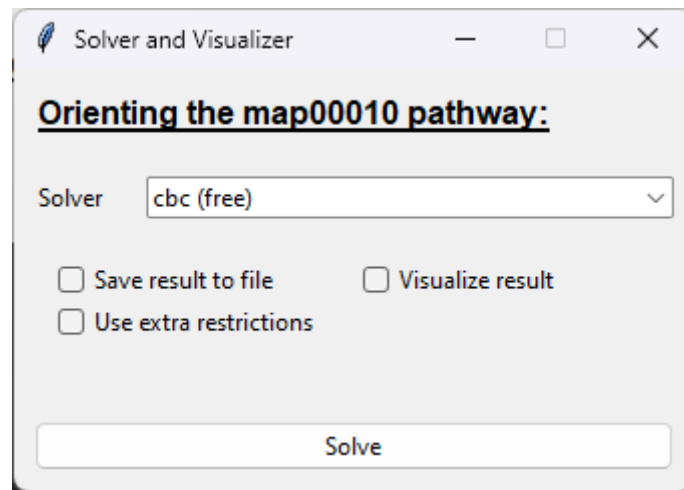 Solver and Visualizer
Orienting the map00010 pathway:
Solver cbc (free)
Save result to file Visualize result
Use extra restrictions
Solve